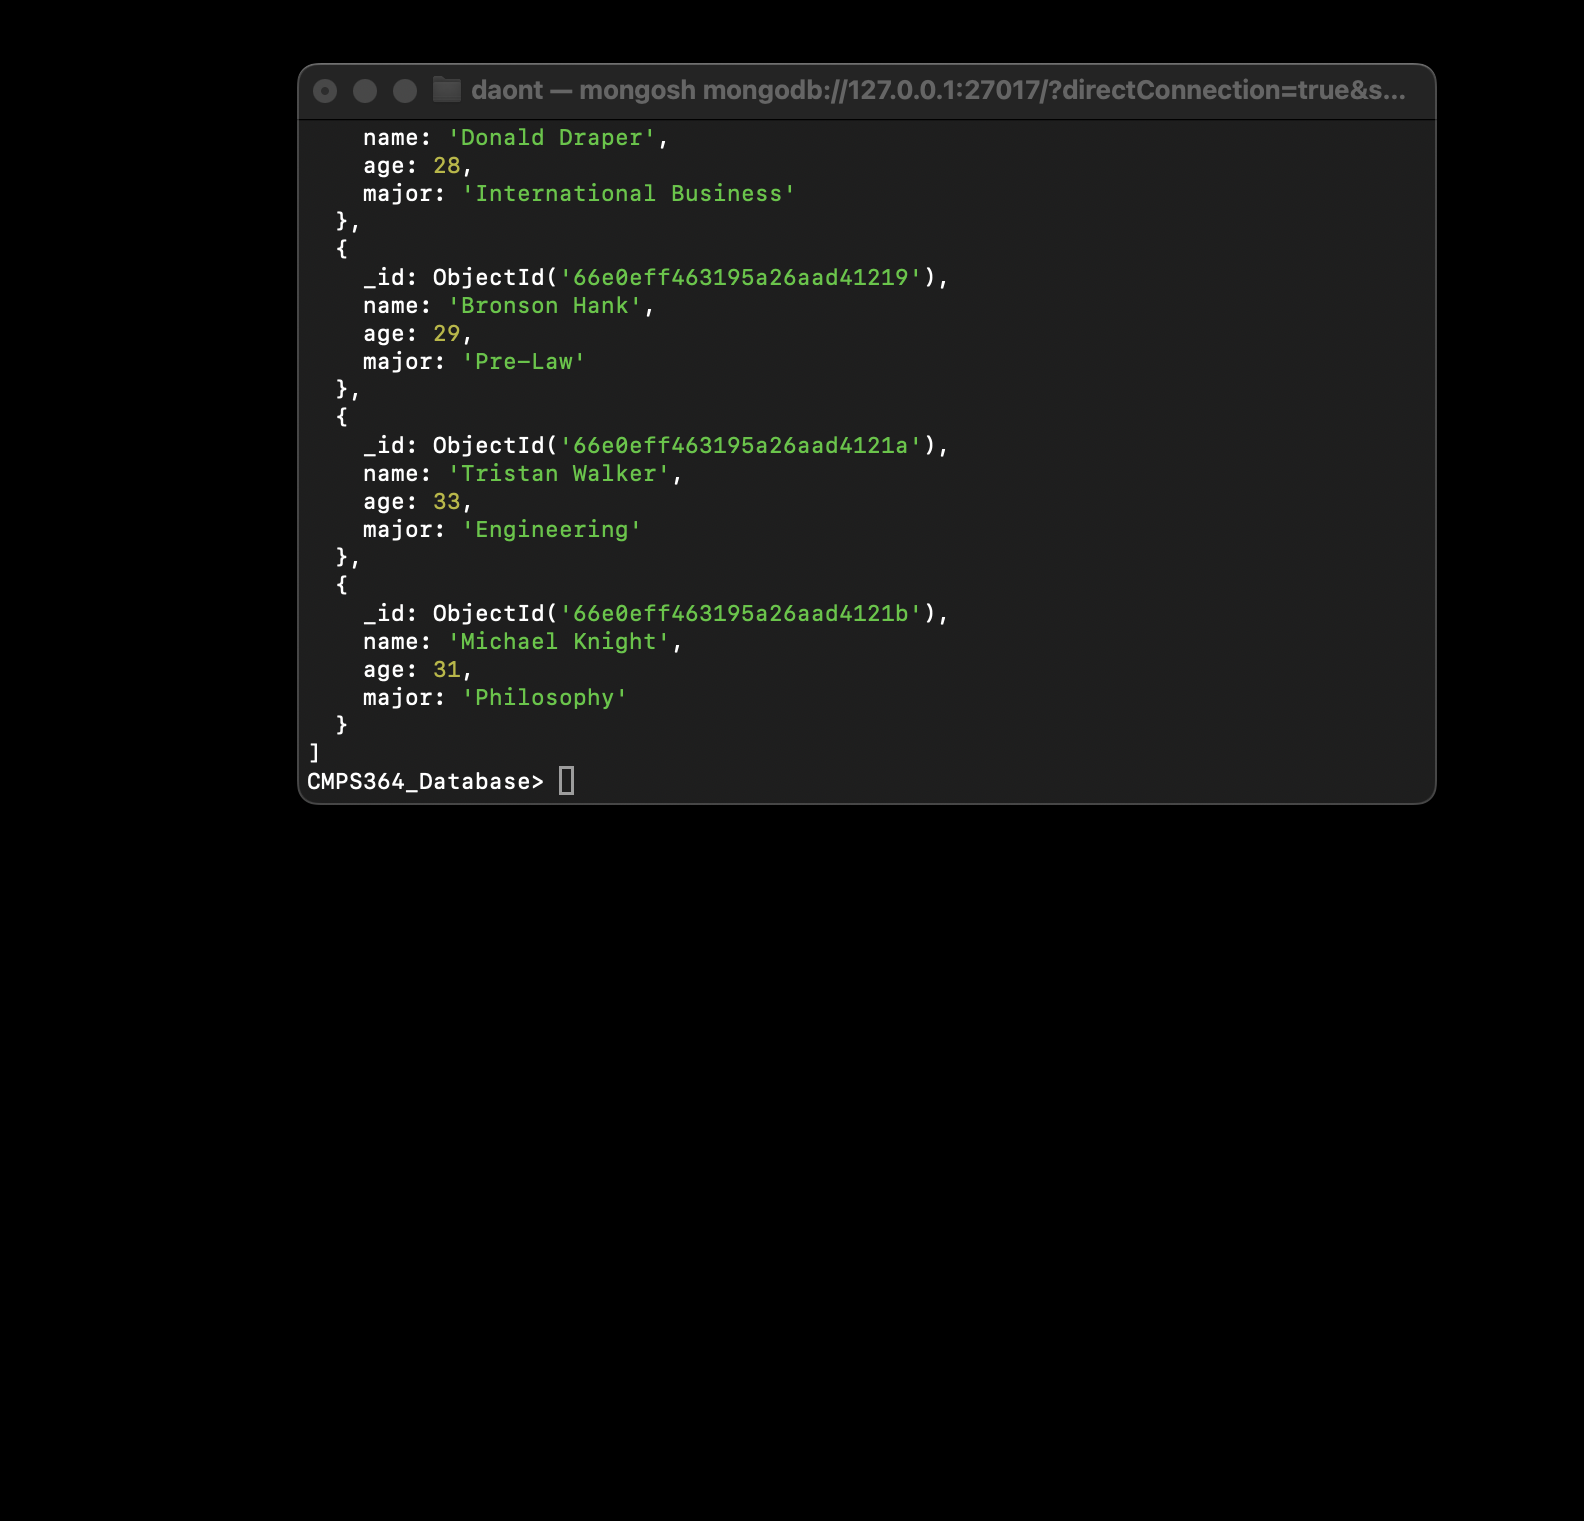 daont — mongosh mongodb://127.0.0.1:27017/?directConnection=true&s...
    name: 'Donald Draper',
    age: 28,
    major: 'International Business'
  },
  {
    _id: ObjectId('66e0eff463195a26aad41219'),
    name: 'Bronson Hank',
    age: 29,
    major: 'Pre-Law'
  },
  {
    _id: ObjectId('66e0eff463195a26aad4121a'),
    name: 'Tristan Walker',
    age: 33,
    major: 'Engineering'
  },
  {
    _id: ObjectId('66e0eff463195a26aad4121b'),
    name: 'Michael Knight',
    age: 31,
    major: 'Philosophy'
  }
]
CMPS364_Database>